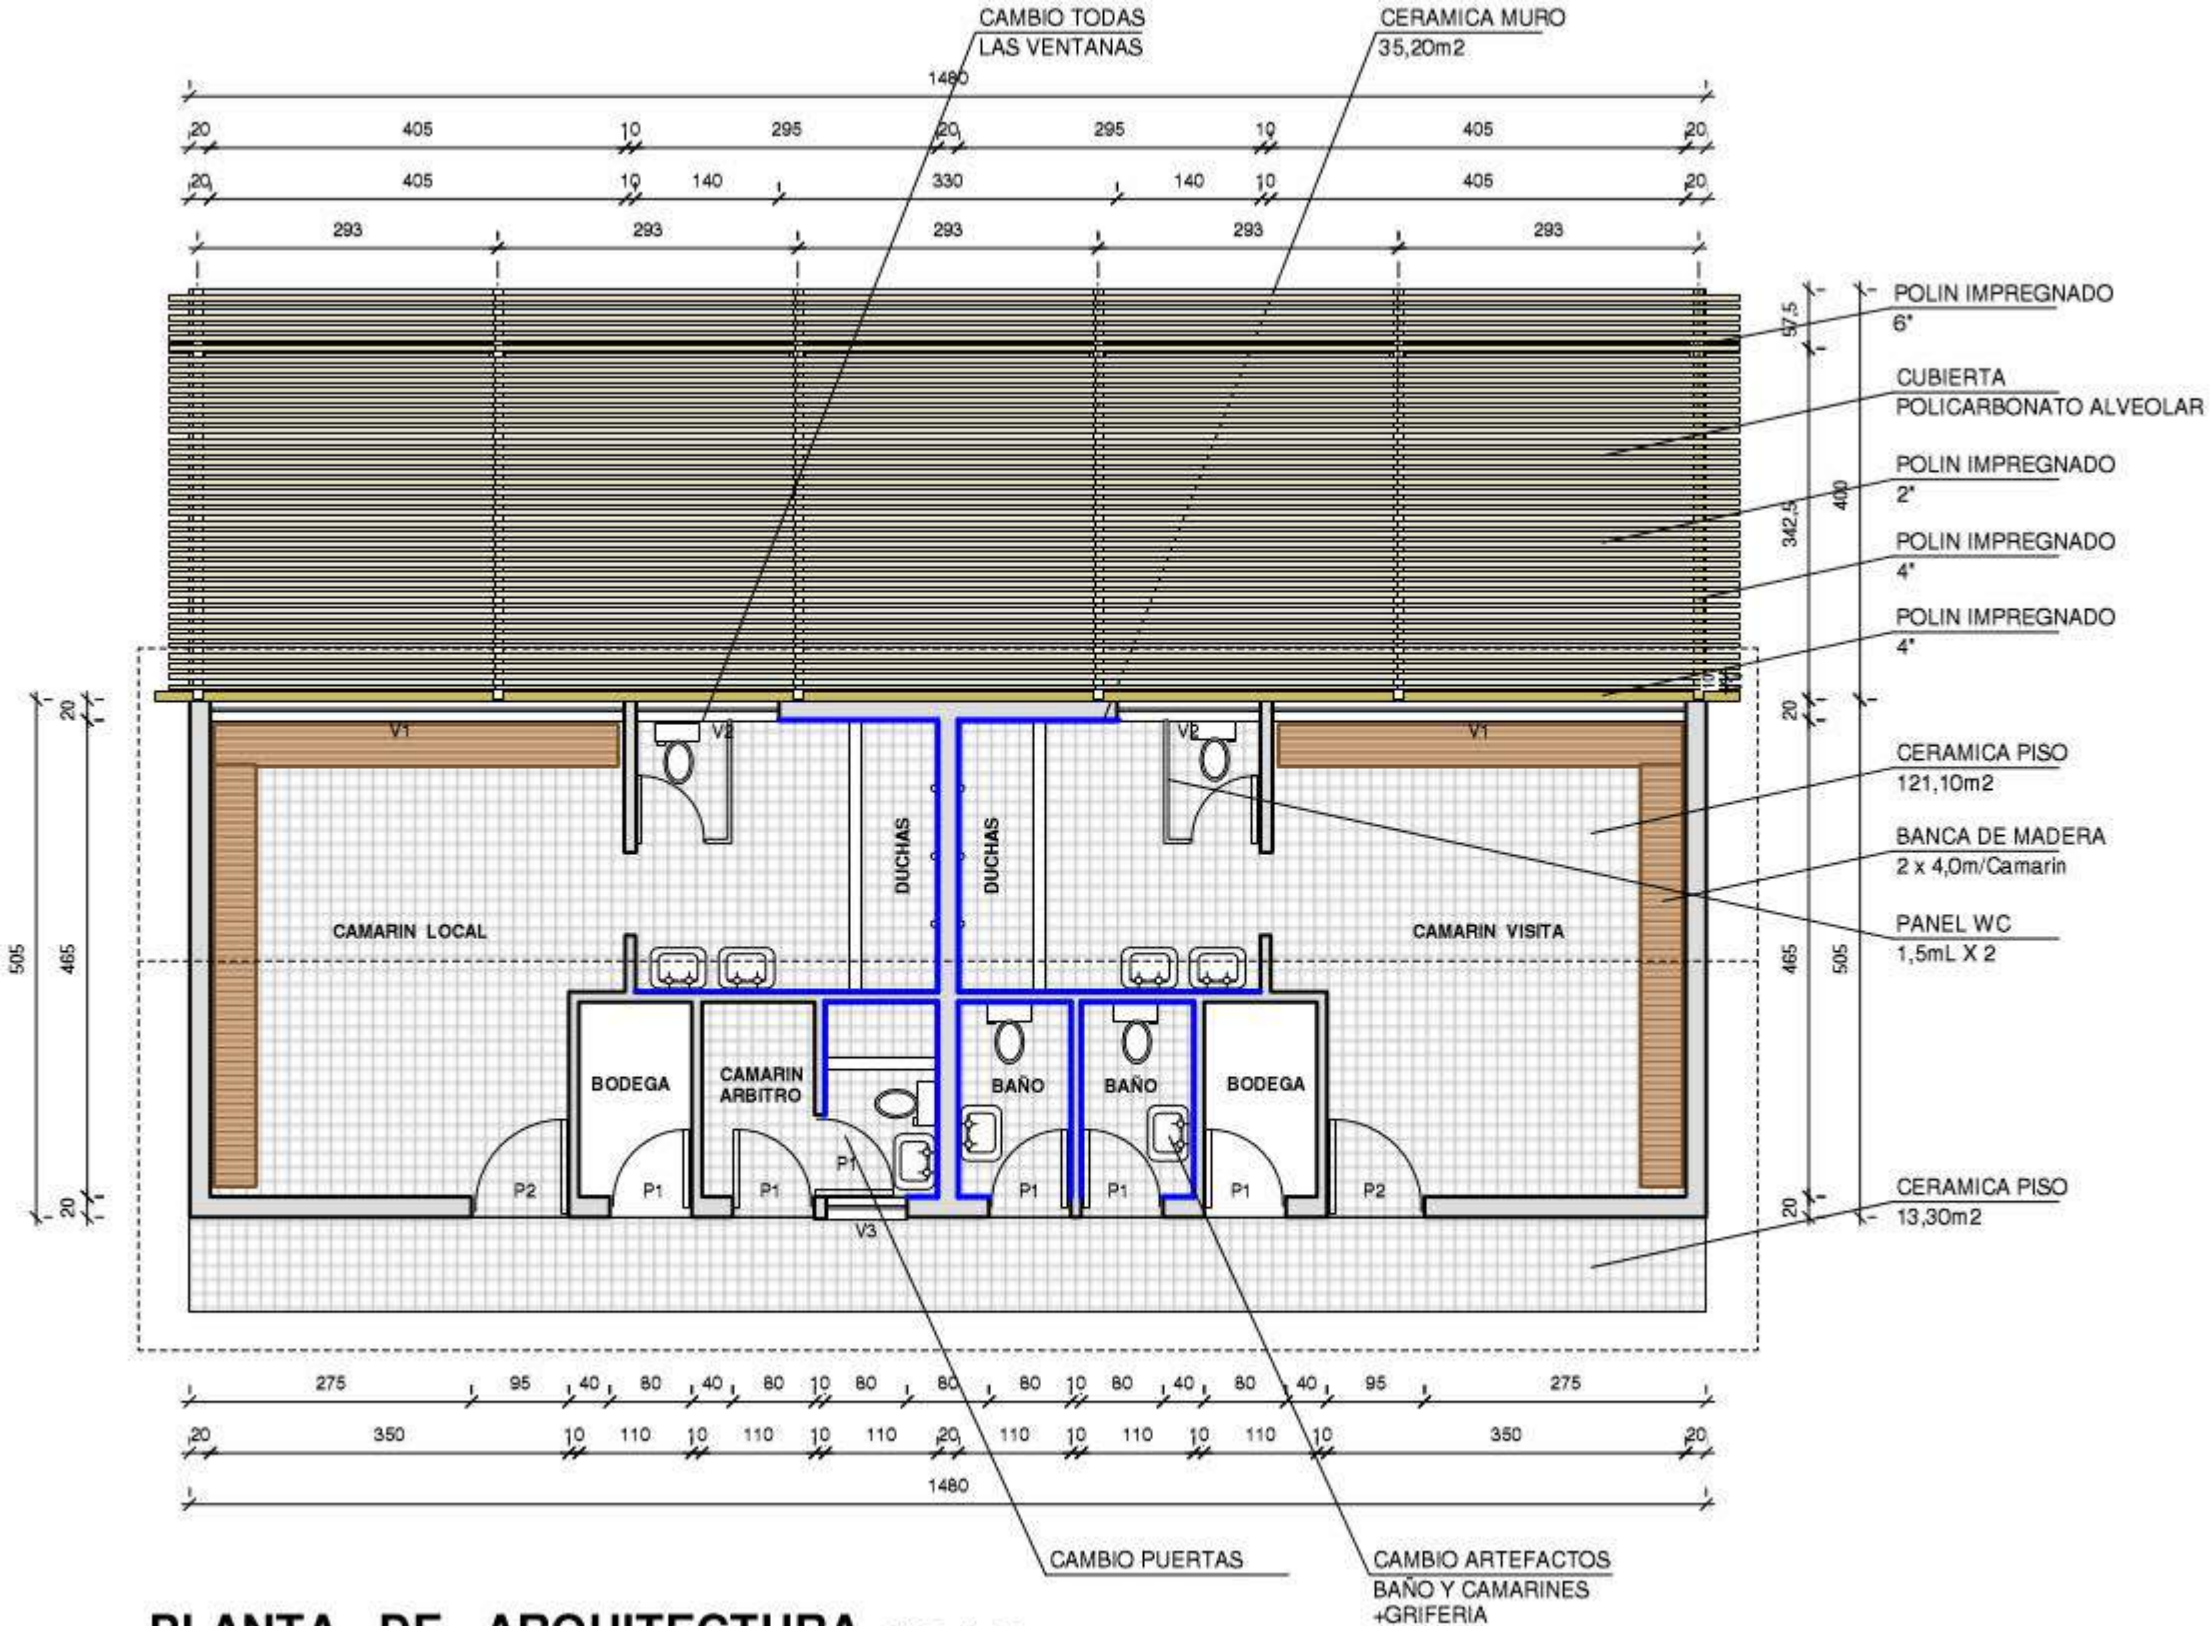 CAMBIO TODAS
LAS VENTANAS
CERAMICA MURO
35,20m2
1480
20 405 10 295 20 295 10 405 20
20 405 10 140 330 140 10 405 20
293 293 293 293 293
POLIN IMPREGNADO
6"
CUBIERTA
POLICARBONATO ALVEOLAR
POLIN IMPREGNADO
2"
POLIN IMPREGNADO
4"
POLIN IMPREGNADO
4"
57,5
342,5
400
10
20
20
V1 V2 V2 V1
CERAMICA PISO
121,10m2
BANCA DE MADERA
2 x 4,0m/Camarin
PANEL WC
1,5mL X 2
DUCHAS
DUCHAS
CAMARIN LOCAL
CAMARIN VISITA
505
465
465
505
BODEGA
CAMARIN
ARBITRO
BAÑO
BAÑO
BODEGA
P2 P1 P1 P1 P1 P1 P1 P2
V3
20
20
CERAMICA PISO
13,30m2
275 95 40 80 40 80 10 80 80 80 10 80 40 80 40 95 275
20 350 10 110 10 110 10 110 20 110 10 110 10 110 10 350 20
1480
CAMBIO PUERTAS
CAMBIO ARTEFACTOS
BAÑO Y CAMARINES
+GRIFERIA
PLANTA DE ARQUITECTURA